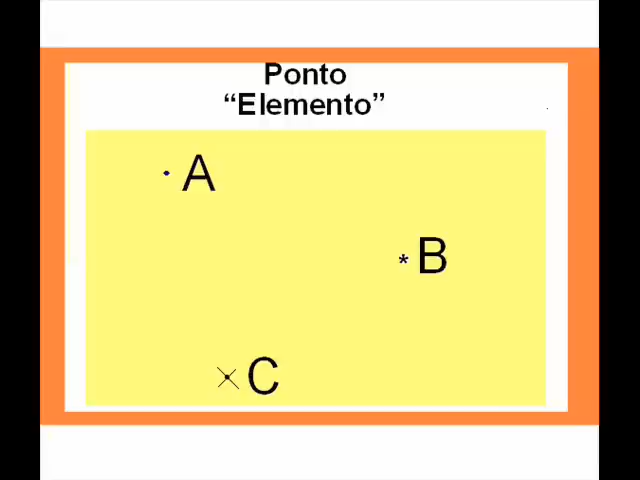 Ponto
“Elemento”
A
* B
C